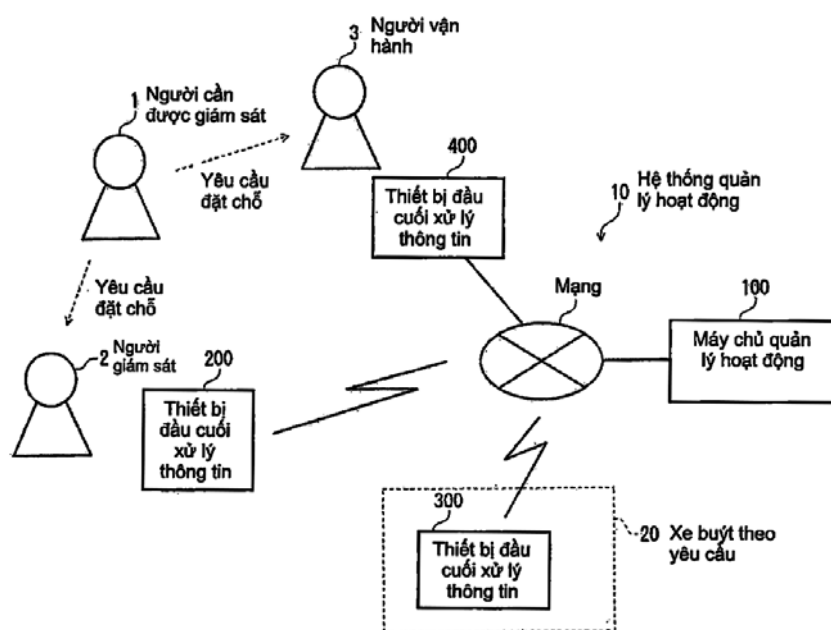 3 Người vận
hành
1 Người cần
được giám sát
Yêu cầu
đặt chỗ
400
Thiết bị đầu
cuối xử lý
thông tin
Hệ thống quản
10 lý hoạt động
Yêu cầu
đặt chỗ
Mạng
100
Máy chủ quản
lý hoạt động
2 Người
giám sát
200
Thiết bị
đầu cuối
xử lý
thông tin
300
Thiết bị đầu
cuối xử lý
thông tin
20 Xe buýt theo
yêu cầu